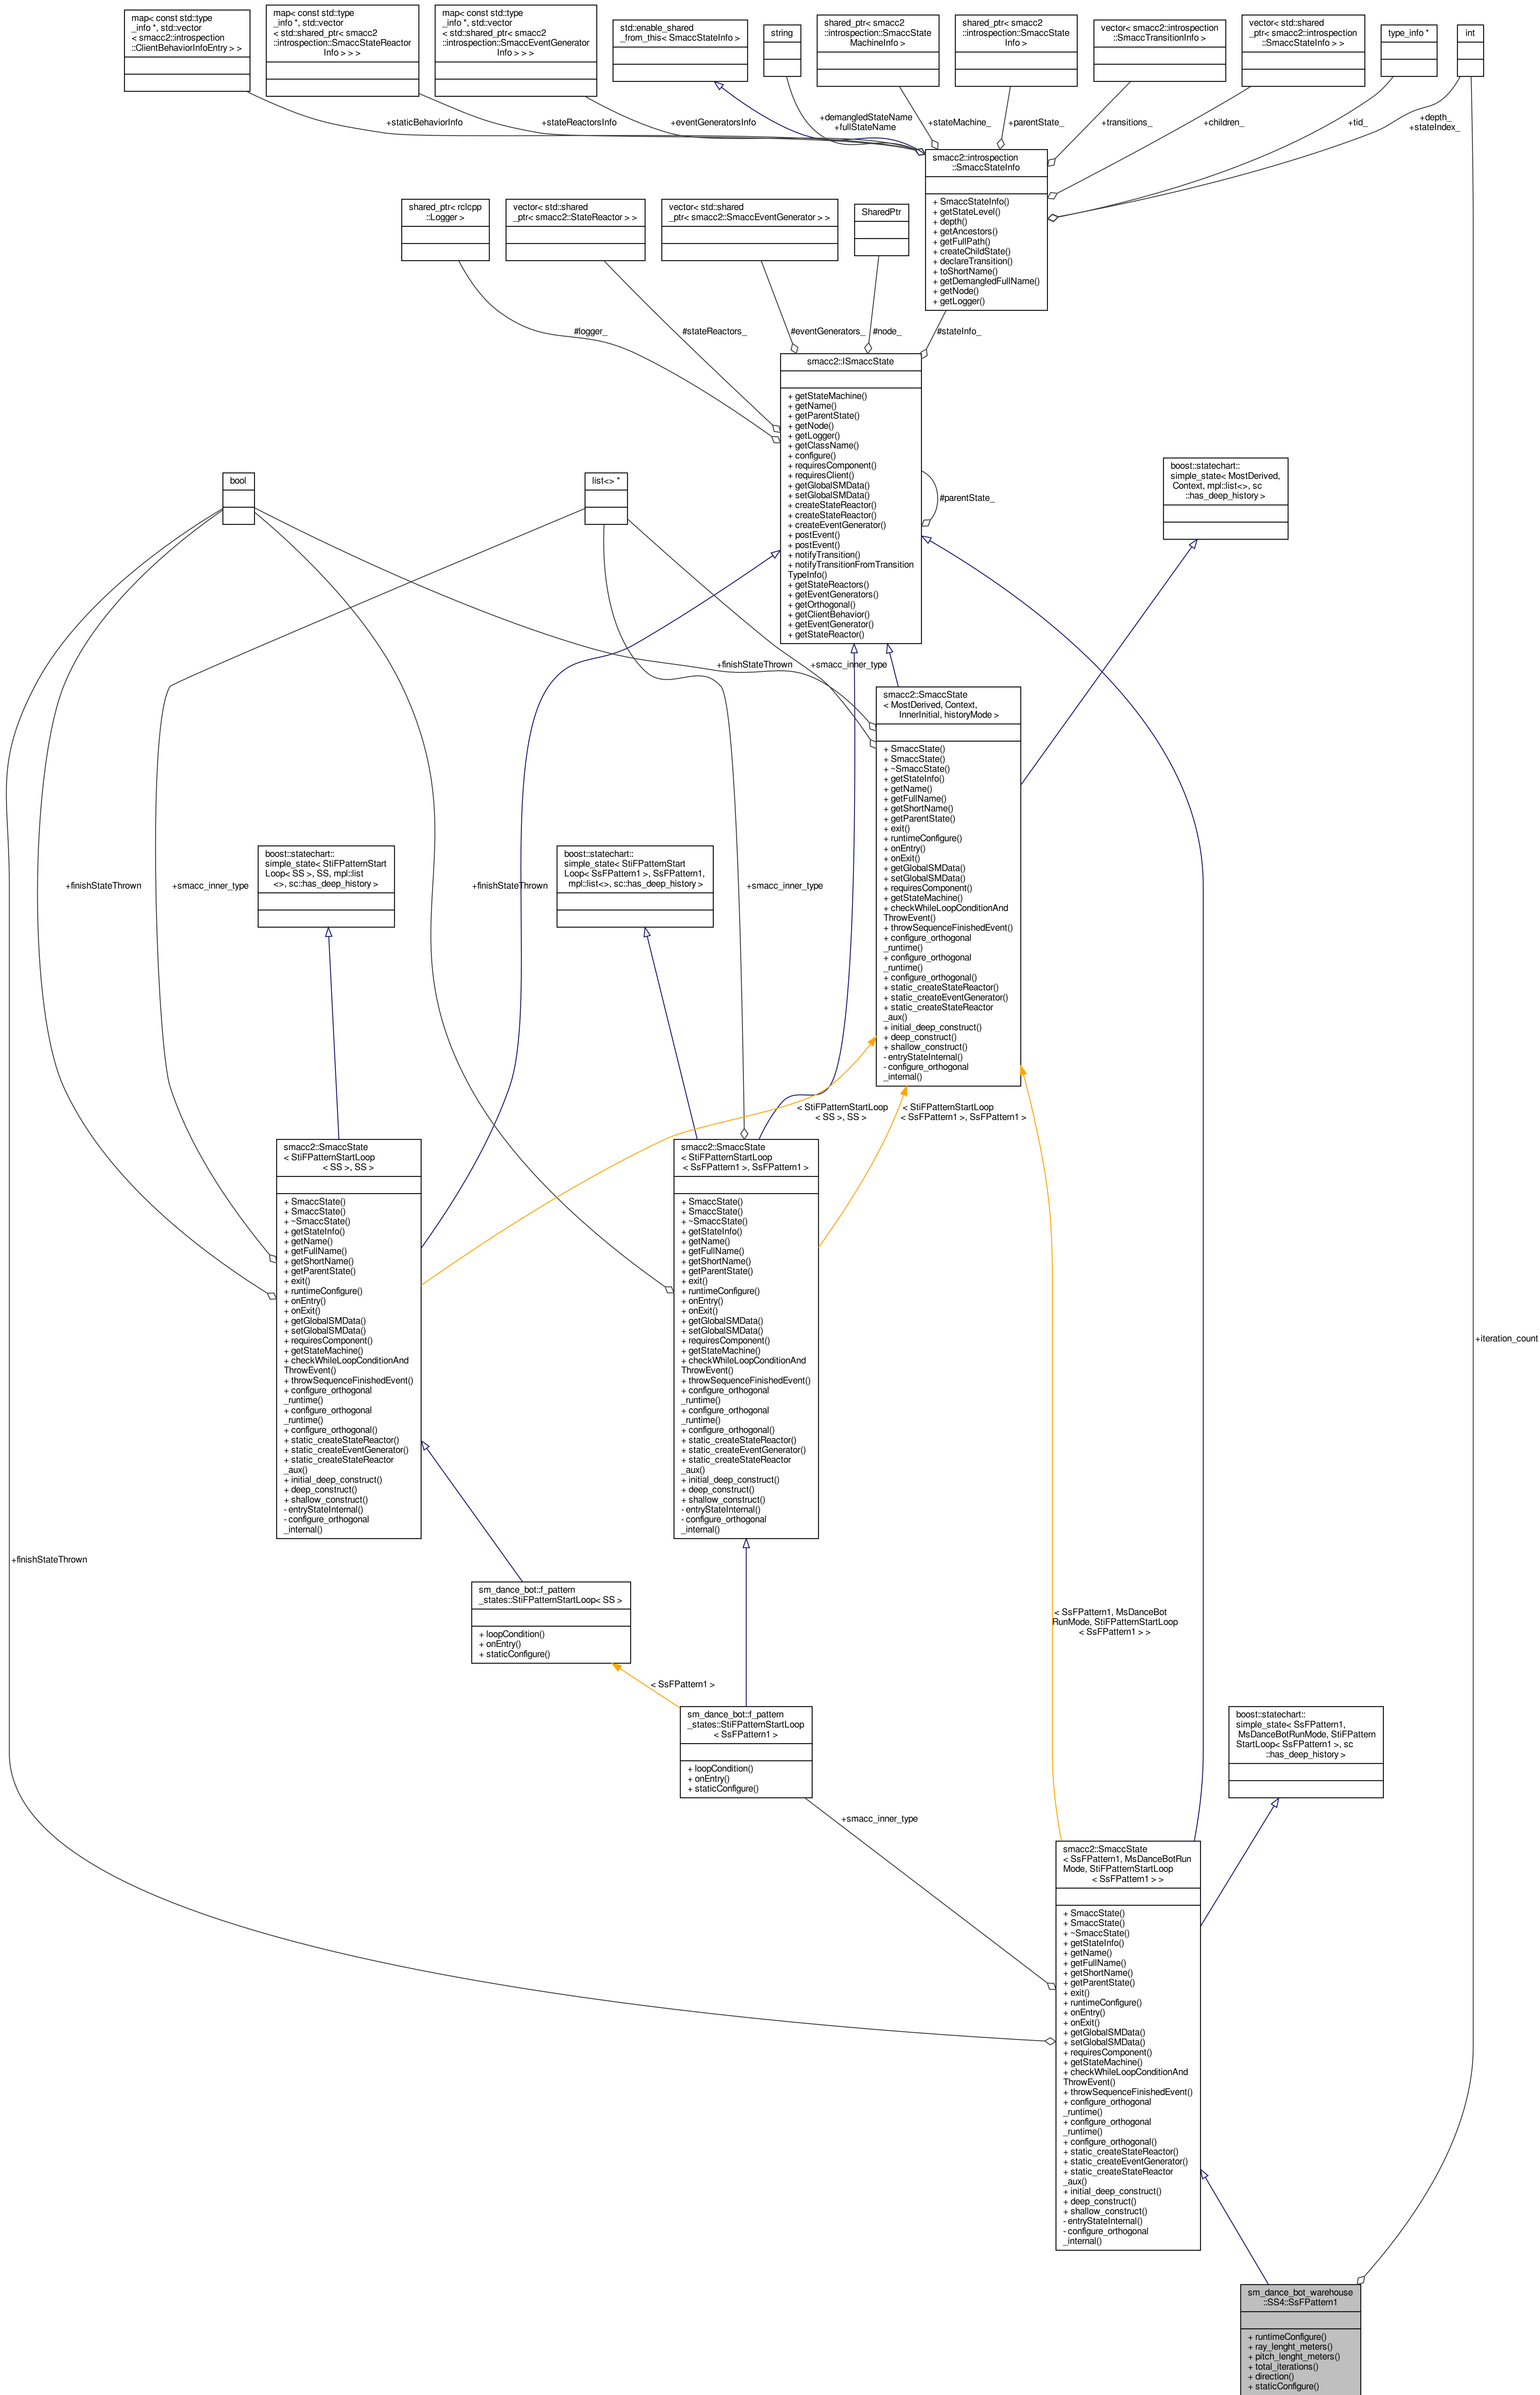 map< const std::type
_info *, std::vector
< smacc2::introspection
::ClientBehaviorInfoEntry > >
map< const std::type
_info *, std::vector
< std::shared_ptr< smacc2
::introspection::SmaccStateReactor
Info > > >
map< const std::type
_info *, std::vector
< std::shared_ptr< smacc2
::introspection::SmaccEventGenerator
Info > > >
std::enable_shared
_from_this< SmaccStateInfo >
string
shared_ptr< smacc2
::introspection::SmaccState
MachineInfo >
shared_ptr< smacc2
::introspection::SmaccState
Info >
vector< smacc2::introspection
::SmaccTransitionInfo >
vector< std::shared
_ptr< smacc2::introspection
::SmaccStateInfo > >
type_info *
int
+staticBehaviorInfo
+stateReactorsInfo
+eventGeneratorsInfo
+demangledStateName
+fullStateName
+stateMachine_
+parentState_
+transitions_
+children_
+tid_
+depth_
+stateIndex_
smacc2::introspection
::SmaccStateInfo
+ SmaccStateInfo()
+ getStateLevel()
+ depth()
+ getAncestors()
+ getFullPath()
+ createChildState()
+ declareTransition()
+ toShortName()
+ getDemangledFullName()
+ getNode()
+ getLogger()
shared_ptr< rclcpp
::Logger >
vector< std::shared
_ptr< smacc2::StateReactor > >
vector< std::shared
_ptr< smacc2::SmaccEventGenerator > >
SharedPtr
#logger_
#stateReactors_
#eventGenerators_
#node_
#stateInfo_
smacc2::ISmaccState
+ getStateMachine()
+ getName()
+ getParentState()
+ getNode()
+ getLogger()
+ getClassName()
+ configure()
+ requiresComponent()
+ requiresClient()
+ getGlobalSMData()
+ setGlobalSMData()
+ createStateReactor()
+ createStateReactor()
+ createEventGenerator()
+ postEvent()
+ postEvent()
+ notifyTransition()
+ notifyTransitionFromTransition
TypeInfo()
+ getStateReactors()
+ getEventGenerators()
+ getOrthogonal()
+ getClientBehavior()
+ getEventGenerator()
+ getStateReactor()
#parentState_
bool
list<> *
boost::statechart::
simple_state< MostDerived,
Context, mpl::list<>, sc
::has_deep_history >
+finishStateThrown
+smacc_inner_type
smacc2::SmaccState
< MostDerived, Context,
InnerInitial, historyMode >
+ SmaccState()
+ SmaccState()
+ ~SmaccState()
+ getStateInfo()
+ getName()
+ getFullName()
+ getShortName()
+ getParentState()
+ exit()
+ runtimeConfigure()
+ onEntry()
+ onExit()
+ getGlobalSMData()
+ setGlobalSMData()
+ requiresComponent()
+ getStateMachine()
+ checkWhileLoopConditionAnd
ThrowEvent()
+ throwSequenceFinishedEvent()
+ configure_orthogonal
_runtime()
+ configure_orthogonal
_runtime()
+ configure_orthogonal()
+ static_createStateReactor()
+ static_createEventGenerator()
+ static_createStateReactor
_aux()
+ initial_deep_construct()
+ deep_construct()
+ shallow_construct()
- entryStateInternal()
- configure_orthogonal
_internal()
boost::statechart::
simple_state< StiFPatternStart
Loop< SS >, SS, mpl::list
<>, sc::has_deep_history >
boost::statechart::
simple_state< StiFPatternStart
Loop< SsFPattern1 >, SsFPattern1,
mpl::list<>, sc::has_deep_history >
+finishStateThrown
+smacc_inner_type
+finishStateThrown
+smacc_inner_type
< StiFPatternStartLoop
< SS >, SS >
< StiFPatternStartLoop
< SsFPattern1 >, SsFPattern1 >
smacc2::SmaccState
< StiFPatternStartLoop
< SS >, SS >
+ SmaccState()
+ SmaccState()
+ ~SmaccState()
+ getStateInfo()
+ getName()
+ getFullName()
+ getShortName()
+ getParentState()
+ exit()
+ runtimeConfigure()
+ onEntry()
+ onExit()
+ getGlobalSMData()
+ setGlobalSMData()
+ requiresComponent()
+ getStateMachine()
+ checkWhileLoopConditionAnd
ThrowEvent()
+ throwSequenceFinishedEvent()
+ configure_orthogonal
_runtime()
+ configure_orthogonal
_runtime()
+ configure_orthogonal()
+ static_createStateReactor()
+ static_createEventGenerator()
+ static_createStateReactor
_aux()
+ initial_deep_construct()
+ deep_construct()
+ shallow_construct()
- entryStateInternal()
- configure_orthogonal
_internal()
smacc2::SmaccState
< StiFPatternStartLoop
< SsFPattern1 >, SsFPattern1 >
+ SmaccState()
+ SmaccState()
+ ~SmaccState()
+ getStateInfo()
+ getName()
+ getFullName()
+ getShortName()
+ getParentState()
+ exit()
+ runtimeConfigure()
+ onEntry()
+ onExit()
+ getGlobalSMData()
+ setGlobalSMData()
+ requiresComponent()
+ getStateMachine()
+ checkWhileLoopConditionAnd
ThrowEvent()
+ throwSequenceFinishedEvent()
+ configure_orthogonal
_runtime()
+ configure_orthogonal
_runtime()
+ configure_orthogonal()
+ static_createStateReactor()
+ static_createEventGenerator()
+ static_createStateReactor
_aux()
+ initial_deep_construct()
+ deep_construct()
+ shallow_construct()
- entryStateInternal()
- configure_orthogonal
_internal()
+iteration_count
+finishStateThrown
sm_dance_bot::f_pattern
_states::StiFPatternStartLoop< SS >
+ loopCondition()
+ onEntry()
+ staticConfigure()
< SsFPattern1, MsDanceBot
RunMode, StiFPatternStartLoop
< SsFPattern1 > >
< SsFPattern1 >
sm_dance_bot::f_pattern
_states::StiFPatternStartLoop
< SsFPattern1 >
+ loopCondition()
+ onEntry()
+ staticConfigure()
boost::statechart::
simple_state< SsFPattern1,
MsDanceBotRunMode, StiFPattern
StartLoop< SsFPattern1 >, sc
::has_deep_history >
+smacc_inner_type
smacc2::SmaccState
< SsFPattern1, MsDanceBotRun
Mode, StiFPatternStartLoop
< SsFPattern1 > >
+ SmaccState()
+ SmaccState()
+ ~SmaccState()
+ getStateInfo()
+ getName()
+ getFullName()
+ getShortName()
+ getParentState()
+ exit()
+ runtimeConfigure()
+ onEntry()
+ onExit()
+ getGlobalSMData()
+ setGlobalSMData()
+ requiresComponent()
+ getStateMachine()
+ checkWhileLoopConditionAnd
ThrowEvent()
+ throwSequenceFinishedEvent()
+ configure_orthogonal
_runtime()
+ configure_orthogonal
_runtime()
+ configure_orthogonal()
+ static_createStateReactor()
+ static_createEventGenerator()
+ static_createStateReactor
_aux()
+ initial_deep_construct()
+ deep_construct()
+ shallow_construct()
- entryStateInternal()
- configure_orthogonal
_internal()
sm_dance_bot_warehouse
::SS4::SsFPattern1
+ runtimeConfigure()
+ ray_lenght_meters()
+ pitch_lenght_meters()
+ total_iterations()
+ direction()
+ staticConfigure()